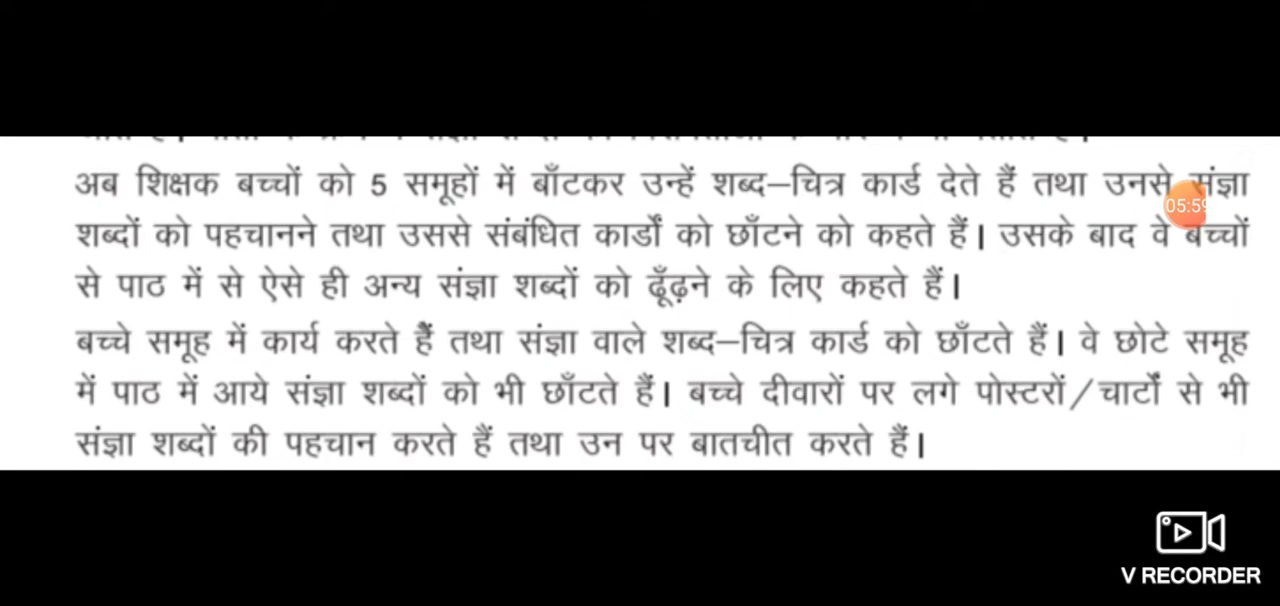 अब शिक्षक बच्चों को 5 समूहों में बाँटकर उन्हें शब्द–चित्र कार्ड देते हैं तथा उनसे संज्ञा
शब्दों को पहचानने तथा उससे संबंधित कार्डों को छाँटने को कहते हैं। उसके बाद वे बच्चों
से पाठ में से ऐसे ही अन्य संज्ञा शब्दों को ढूँढ़ने के लिए कहते हैं।
बच्चे समूह में कार्य करते हैं तथा संज्ञा वाले शब्द–चित्र कार्ड को छाँटते हैं। वे छोटे समूह
में पाठ में आये संज्ञा शब्दों को भी छाँटते हैं। बच्चे दीवारों पर लगे पोस्टरों/चार्टों से भी
संज्ञा शब्दों की पहचान करते हैं तथा उन पर बातचीत करते हैं।
05:59
V RECORDER